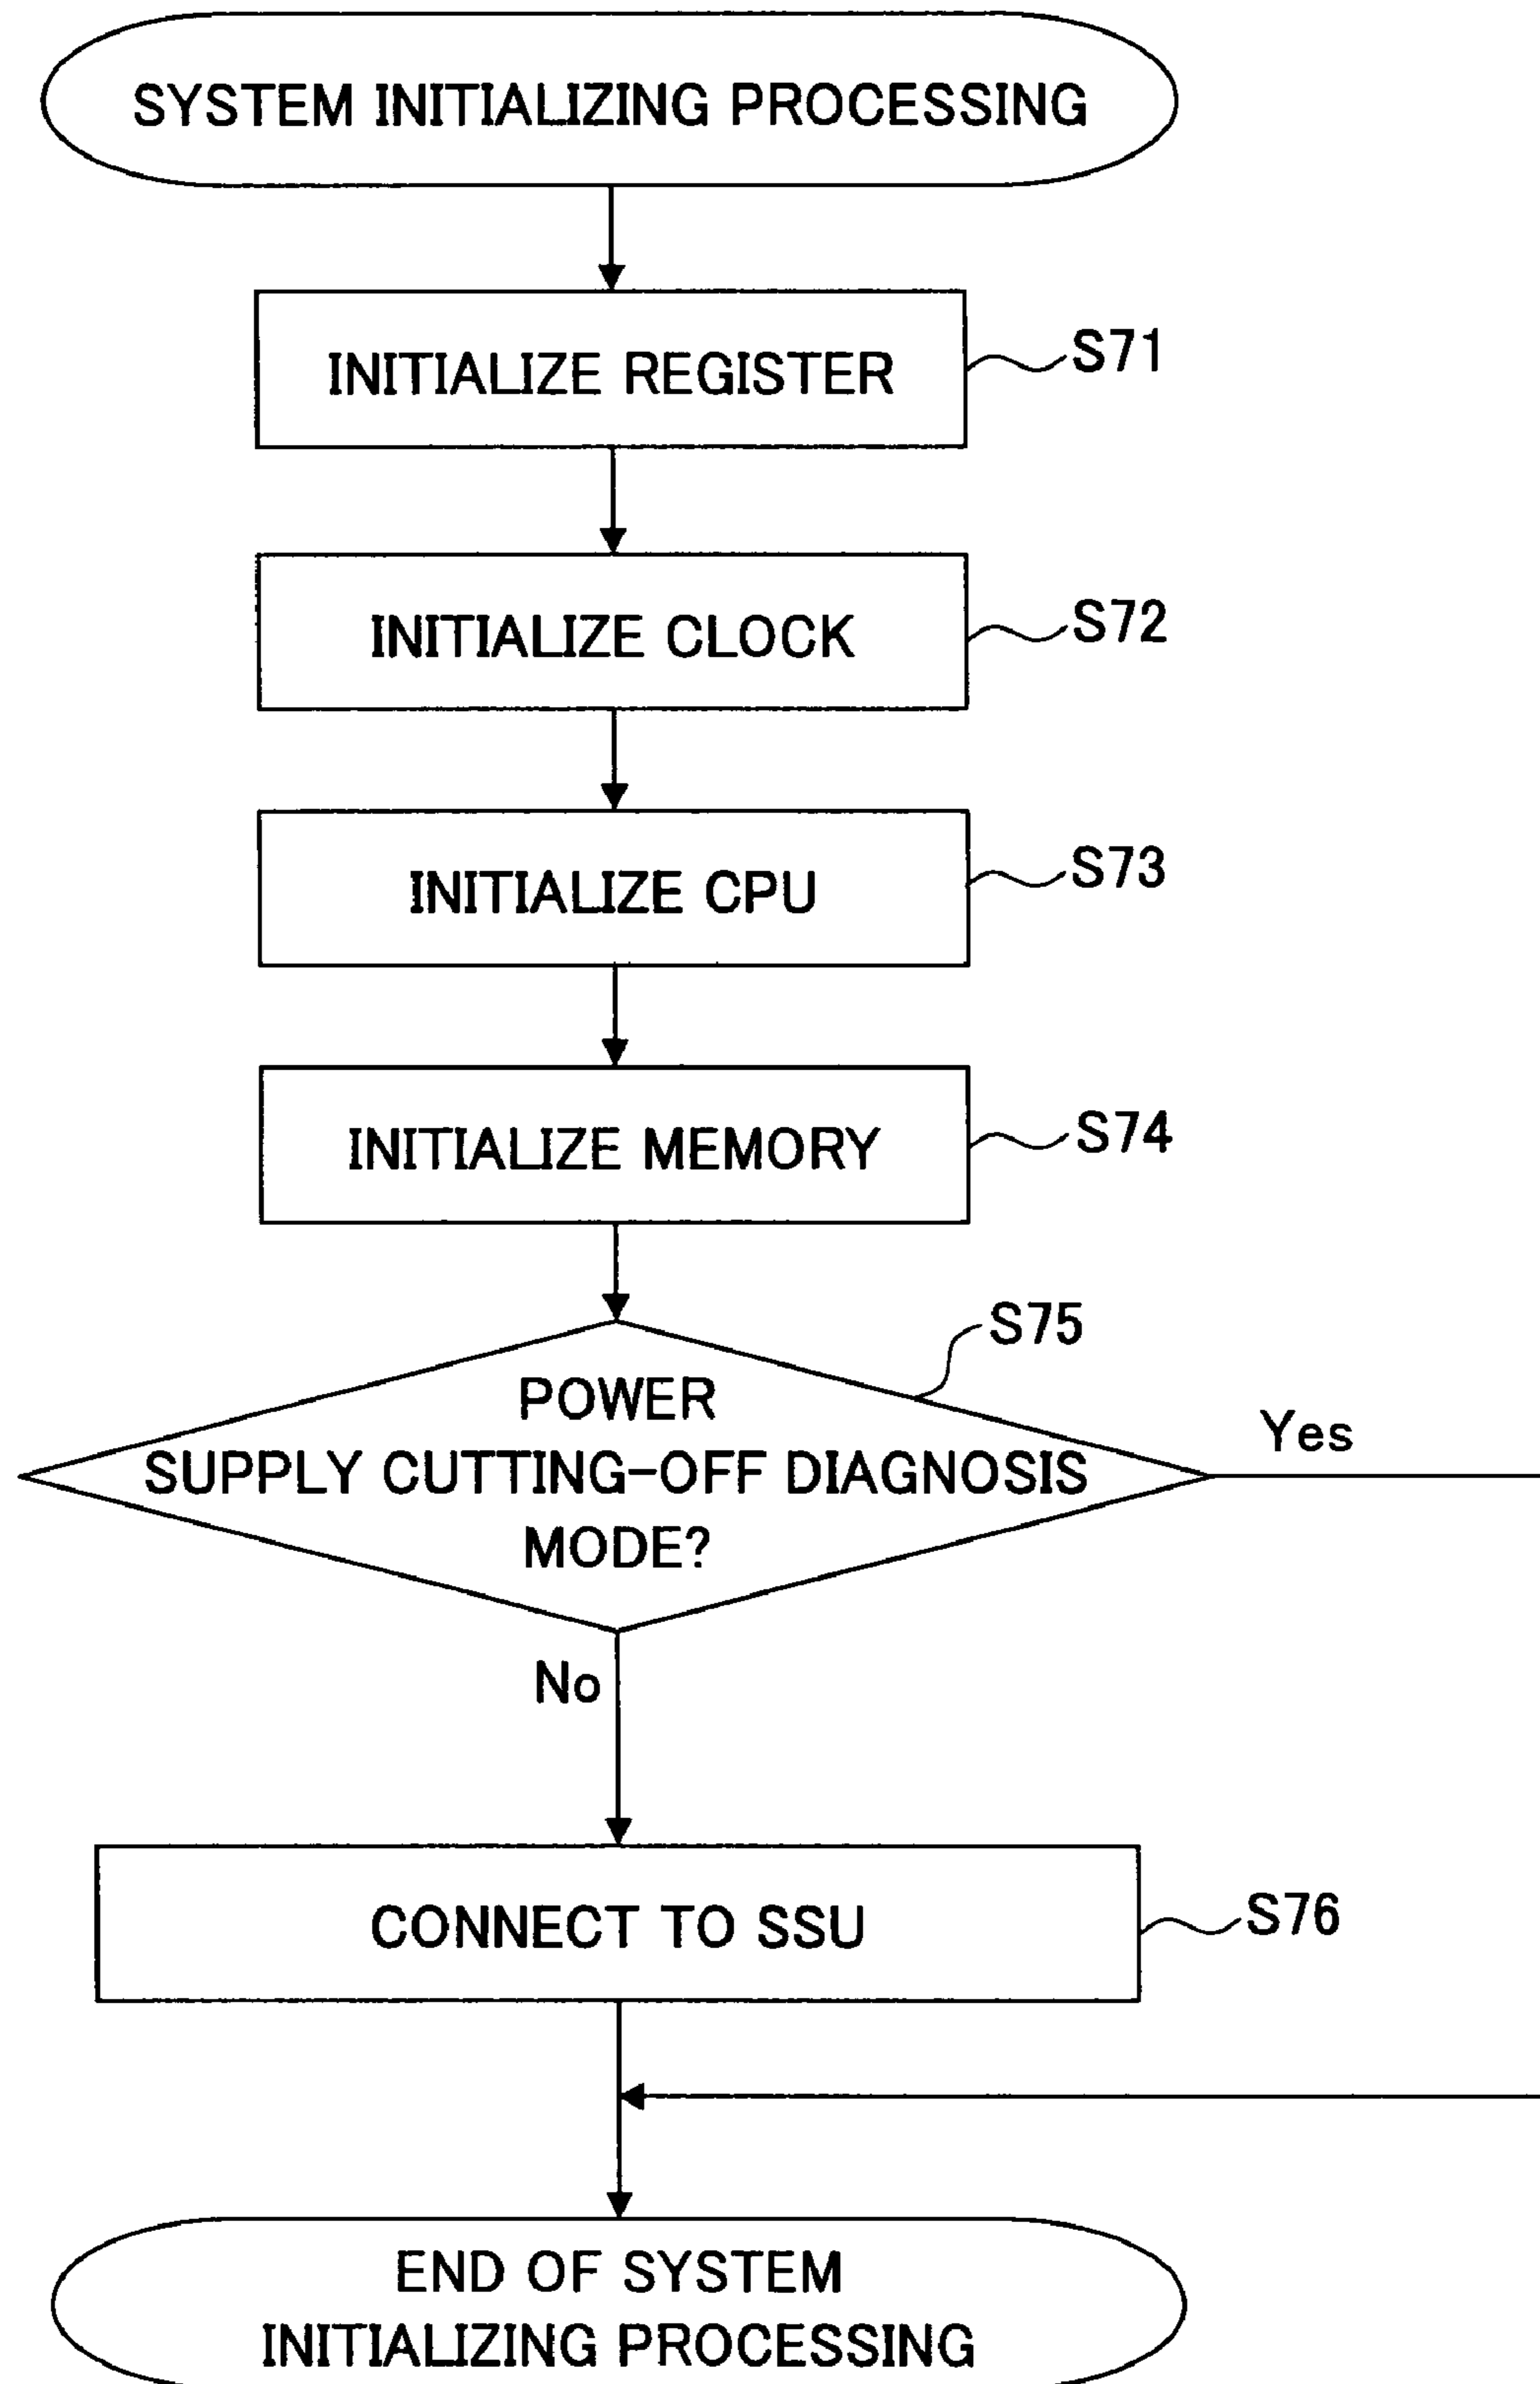 SYSTEM INITIALIZING PROCESSING
INITIALIZE REGISTER
S71
INITIALIZE CLOCK
S72
INITIALIZE CPU
S73
INITIALIZE MEMORY
S74
S75
POWER
SUPPLY CUTTING-OFF DIAGNOSIS
MODE?
Yes
No
CONNECT TO SSU
S76
END OF SYSTEM
INITIALIZING PROCESSING